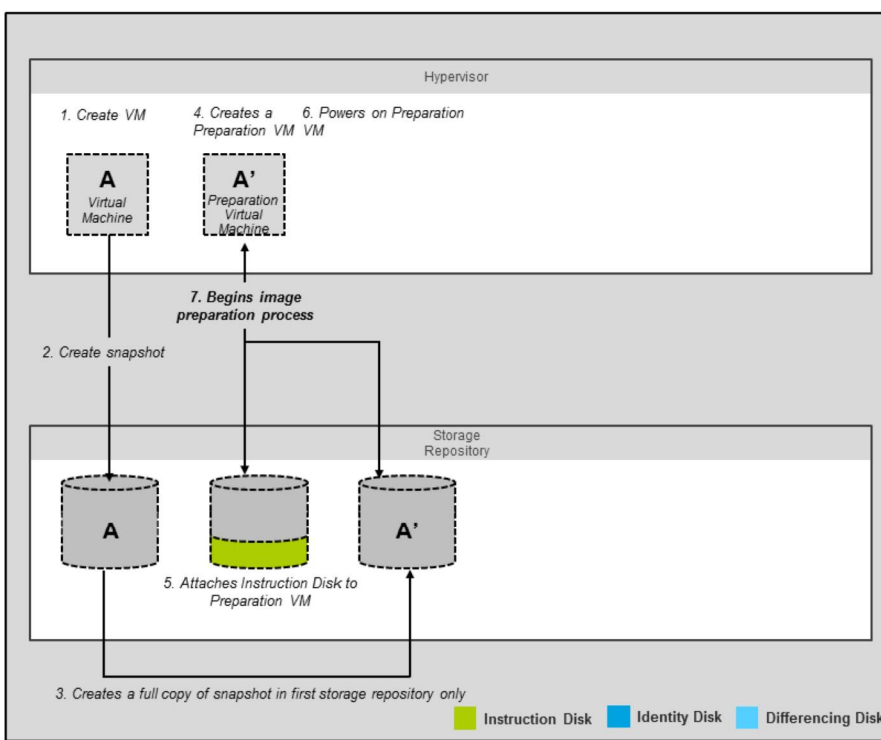 Hypervisor
1. Create VM
4. Creates a
Preparation VM
6. Powers on Preparation
VM
A
Virtual
Machine
A’
Preparation
Virtual
Machine
7. Begins image
preparation process
2. Create snapshot
Storage
Repository
A
A’
5. Attaches Instruction Disk to
Preparation VM
3. Creates a full copy of snapshot in first storage repository only
Instruction Disk
Identity Disk
Differencing Disk